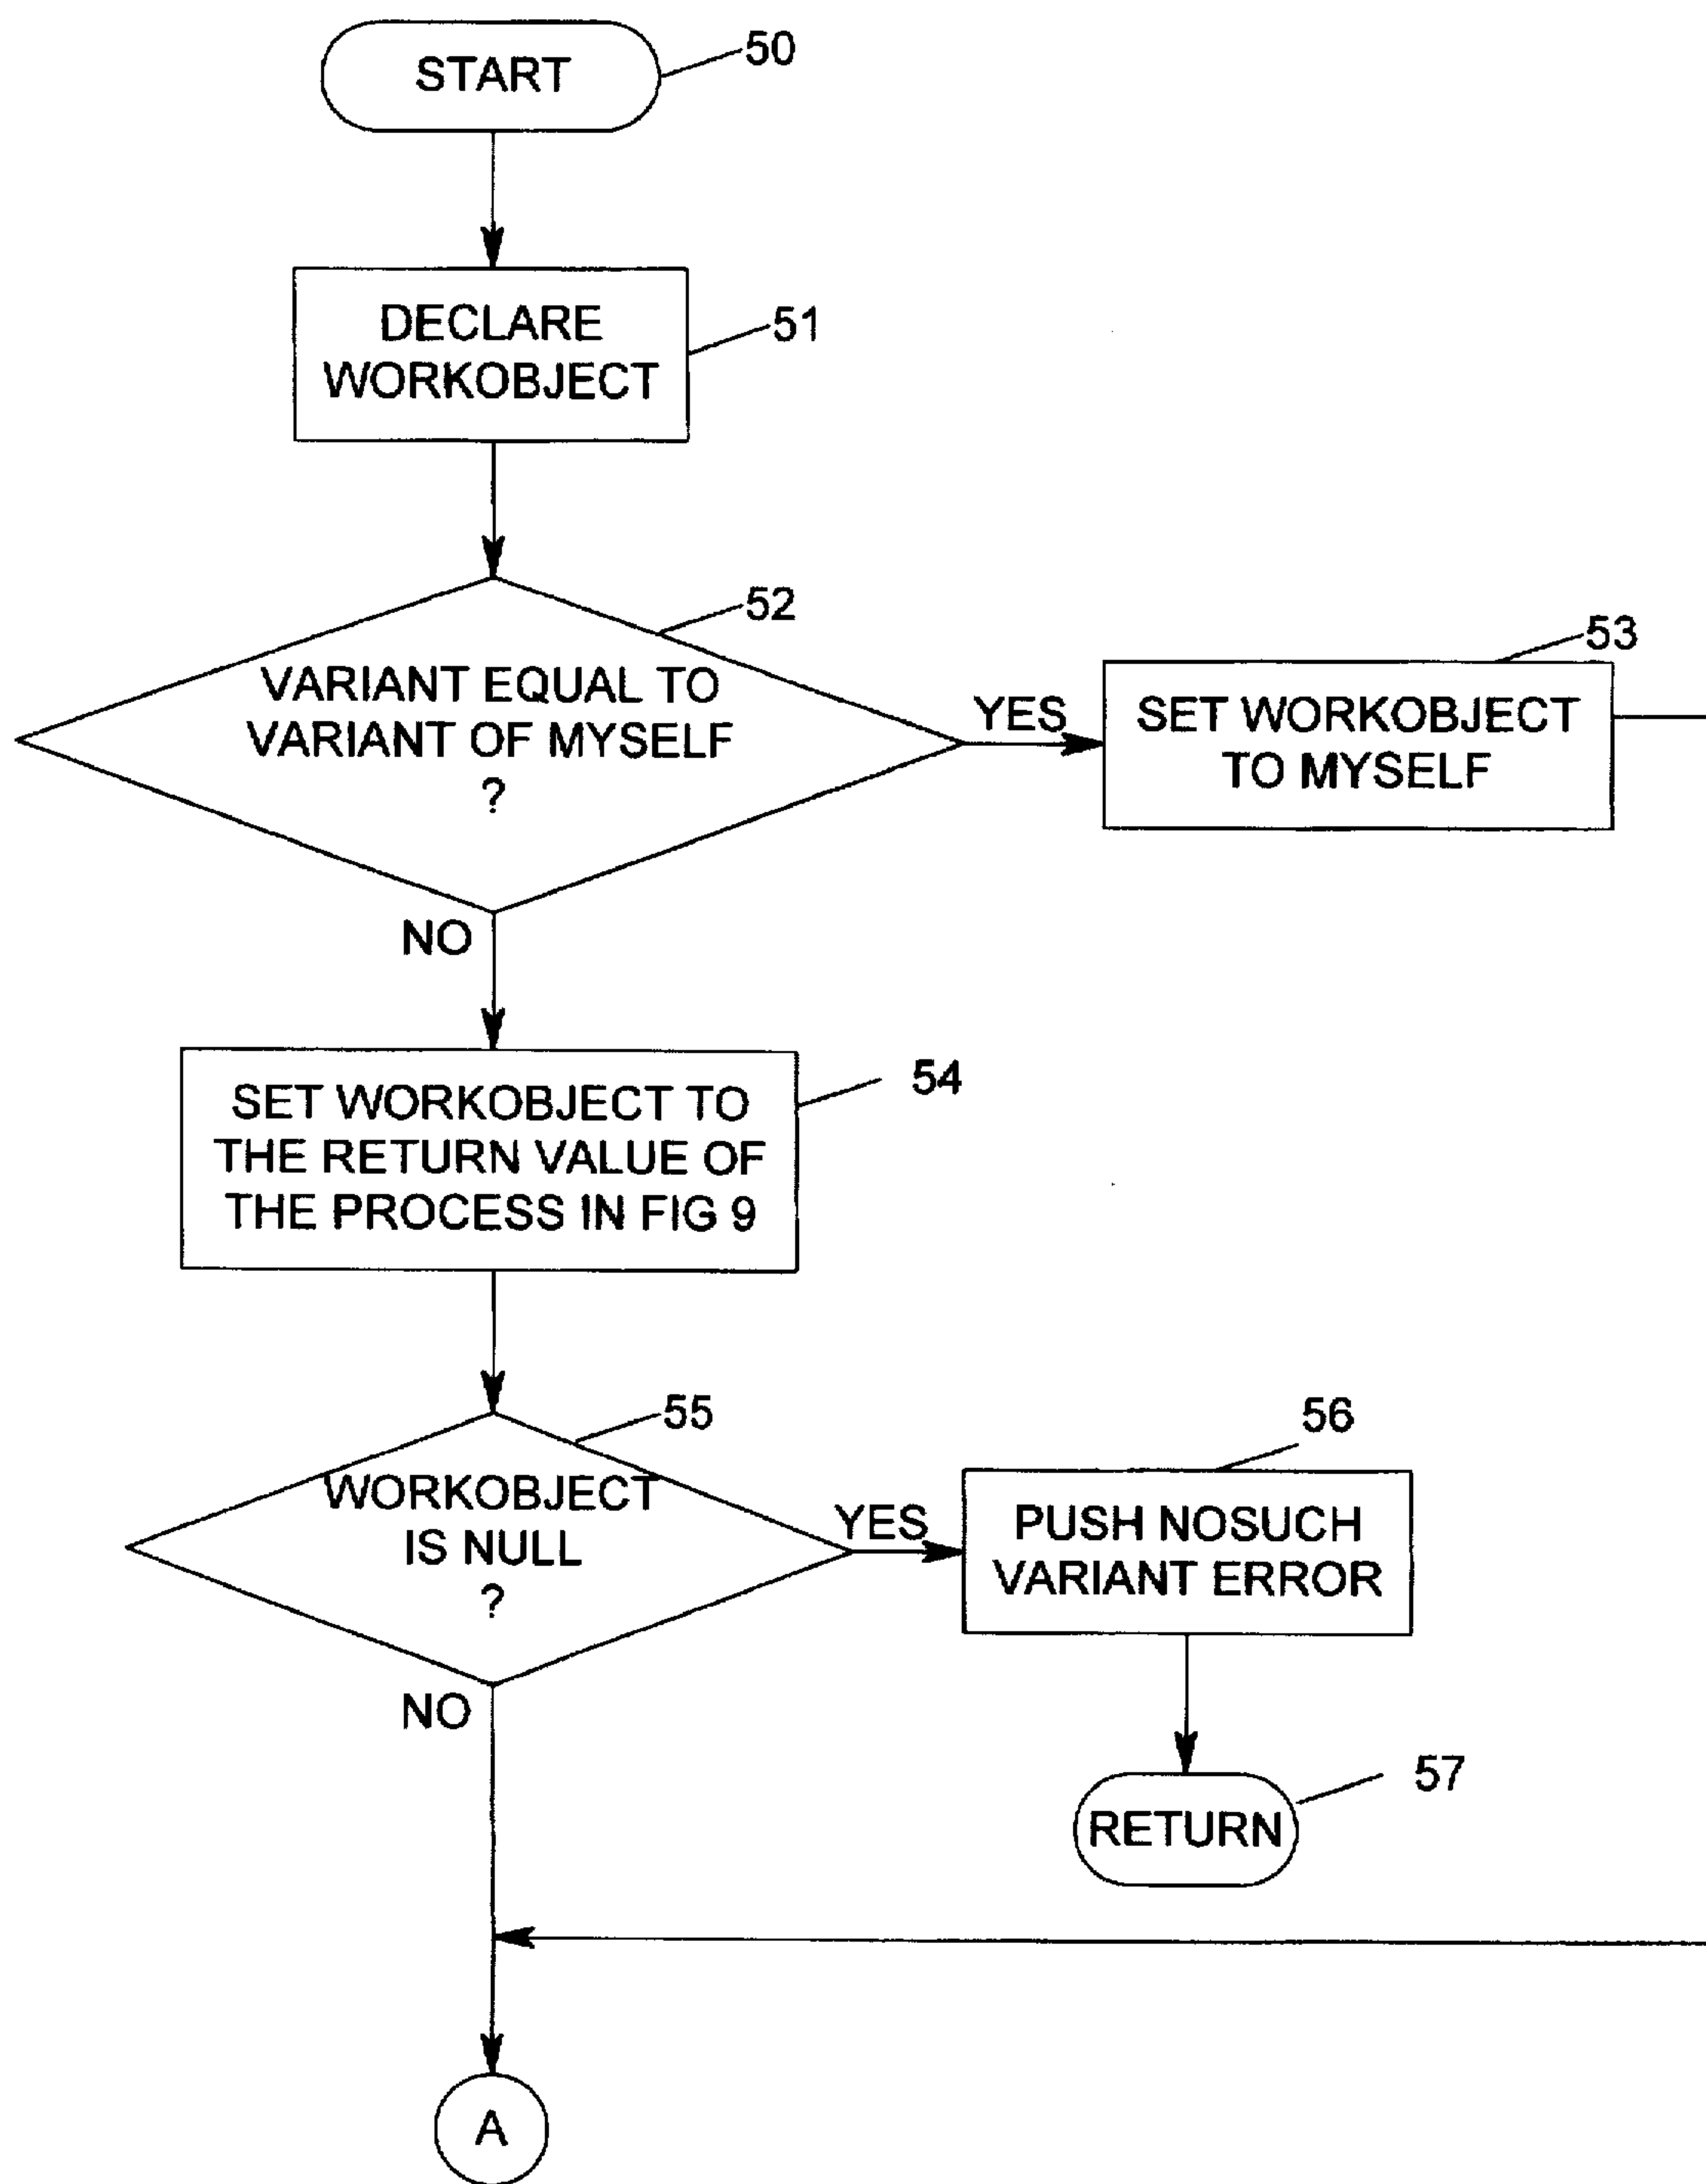 START
50
DECLARE
WORKOBJECT
51
52
VARIANT EQUAL TO
VARIANT OF MYSELF
?
YES
53
SET WORKOBJECT
TO MYSELF
NO
54
SET WORKOBJECT TO
THE RETURN VALUE OF
THE PROCESS IN FIG 9
55
WORKOBJECT
IS NULL
?
YES
56
PUSH NOSUCH
VARIANT ERROR
NO
57
RETURN
A